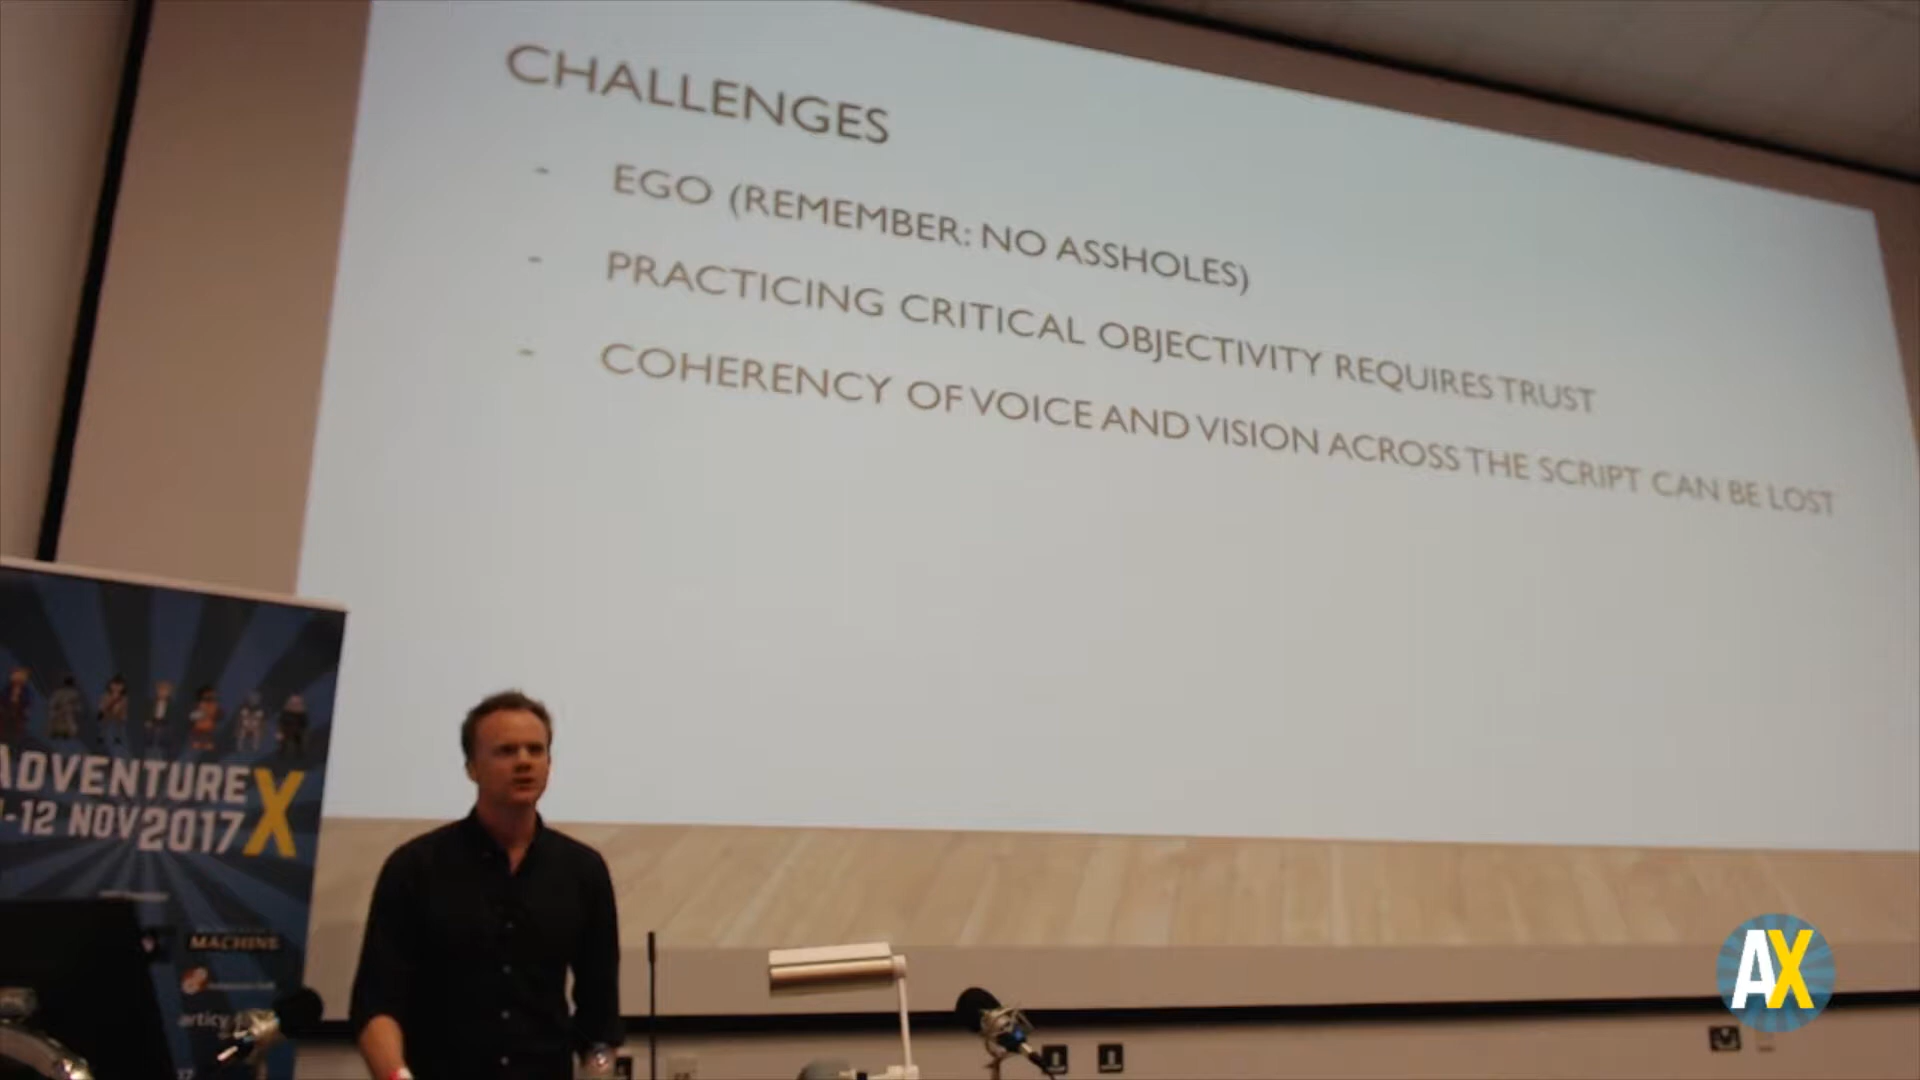 CHALLENGES
- EGO (REMEMBER: NO ASSHOLES)
- PRACTICING CRITICAL OBJECTIVITY REQUIRES TRUST
- COHERENCY OF VOICE AND VISION ACROSS THE SCRIPT CAN BE LOST
ADVENTURE X
-12 NOV 2017
MACHINE
articy
AX